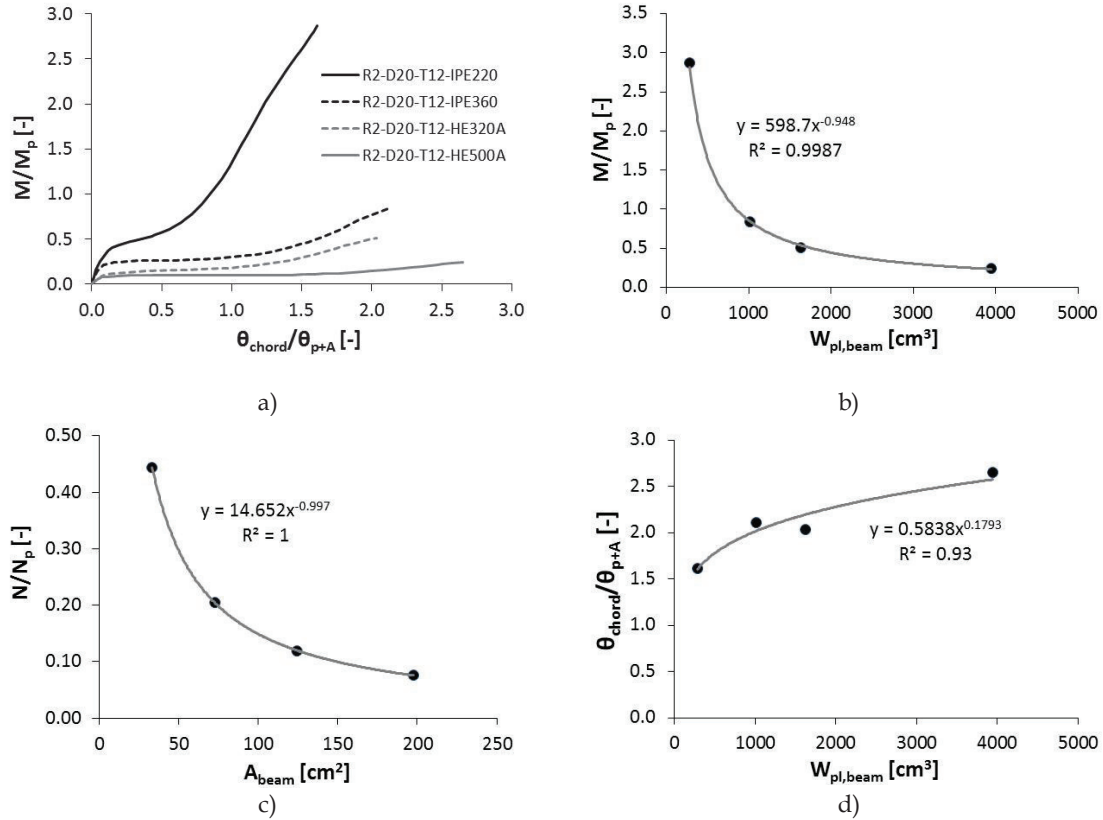 3.0
2.5
2.0
1.5
1.0
0.5
0.0
M/Mp [-]
R2-D20-T12-IPE220
R2-D20-T12-IPE360
R2-D20-T12-HE320A
R2-D20-T12-HE500A
0.0 0.5 1.0 1.5 2.0 2.5 3.0
θchord/θp+A [-]
a)
3.5
3.0
2.5
2.0
1.5
1.0
0.5
0.0
M/Mp [-]
y = 598.7x^-0.948
R² = 0.9987
0 1000 2000 3000 4000 5000
Wpl,beam [cm³]
b)
0.50
0.40
0.30
0.20
0.10
0.00
N/Np [-]
y = 14.652x^-0.997
R² = 1
0 50 100 150 200 250
Abeam [cm²]
c)
3.0
2.5
2.0
1.5
1.0
0.5
0.0
θchord/θp+A [-]
y = 0.5838x^0.1793
R² = 0.93
0 1000 2000 3000 4000 5000
Wpl,beam [cm³]
d)